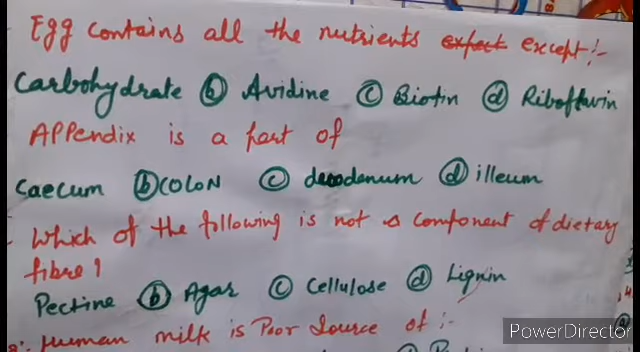 Egg contains all the nutrients expect except:-
Carbohydrate ⓑ Avidine ⓒ Biotin ⓓ Riboflavin
APPendix is a part of
Caecum ⓑ COLON ⓒ deodenum ⓓ illeum
Which of the following is not a component of dietary
fibre ?
Pectine ⓑ Agar ⓒ Cellulose ⓓ Lignin
Human milk is Poor Source of :-
PowerDirector